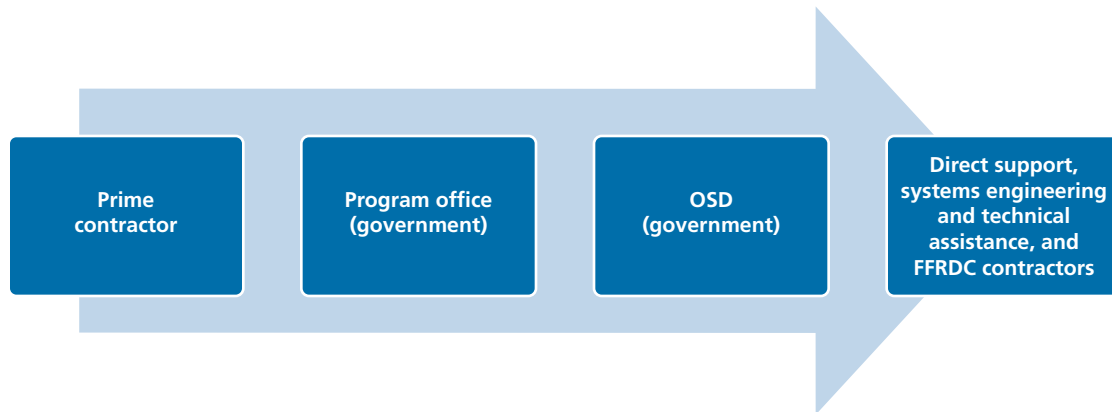 Prime
contractor
Program office
(government)
OSD
(government)
Direct support,
systems engineering
and technical
assistance, and
FFRDC contractors